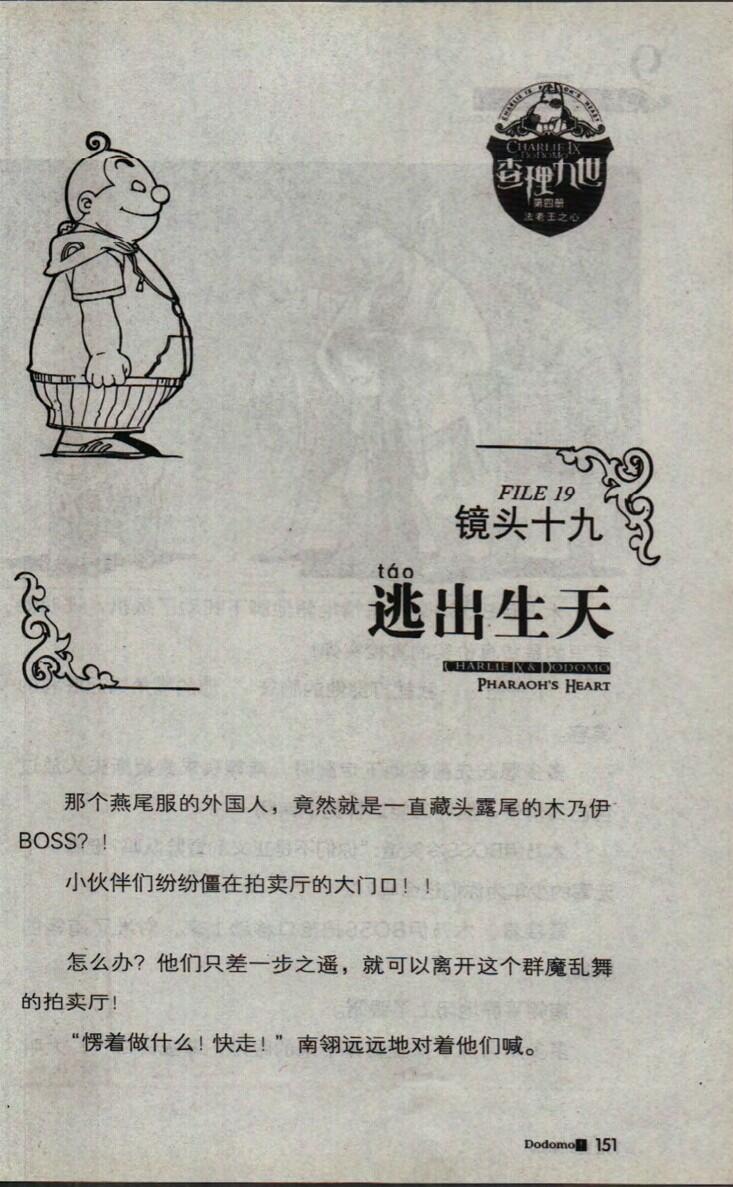 CHARLIE IX
DODOMO
查理九世
第四册
法老王之心
FILE 19
镜头十九
táo
逃出生天
CHARLIE IX & DODOMO
PHARAOH'S HEART
那个燕尾服的外国人，竟然就是一直藏头露尾的木乃伊
BOSS？！
小伙伴们纷纷僵在拍卖厅的大门口！！
怎么办？他们只差一步之遥，就可以离开这个群魔乱舞
的拍卖厅！
“愣着做什么！快走！”南翎远远地对着他们喊。
Dodomo 151